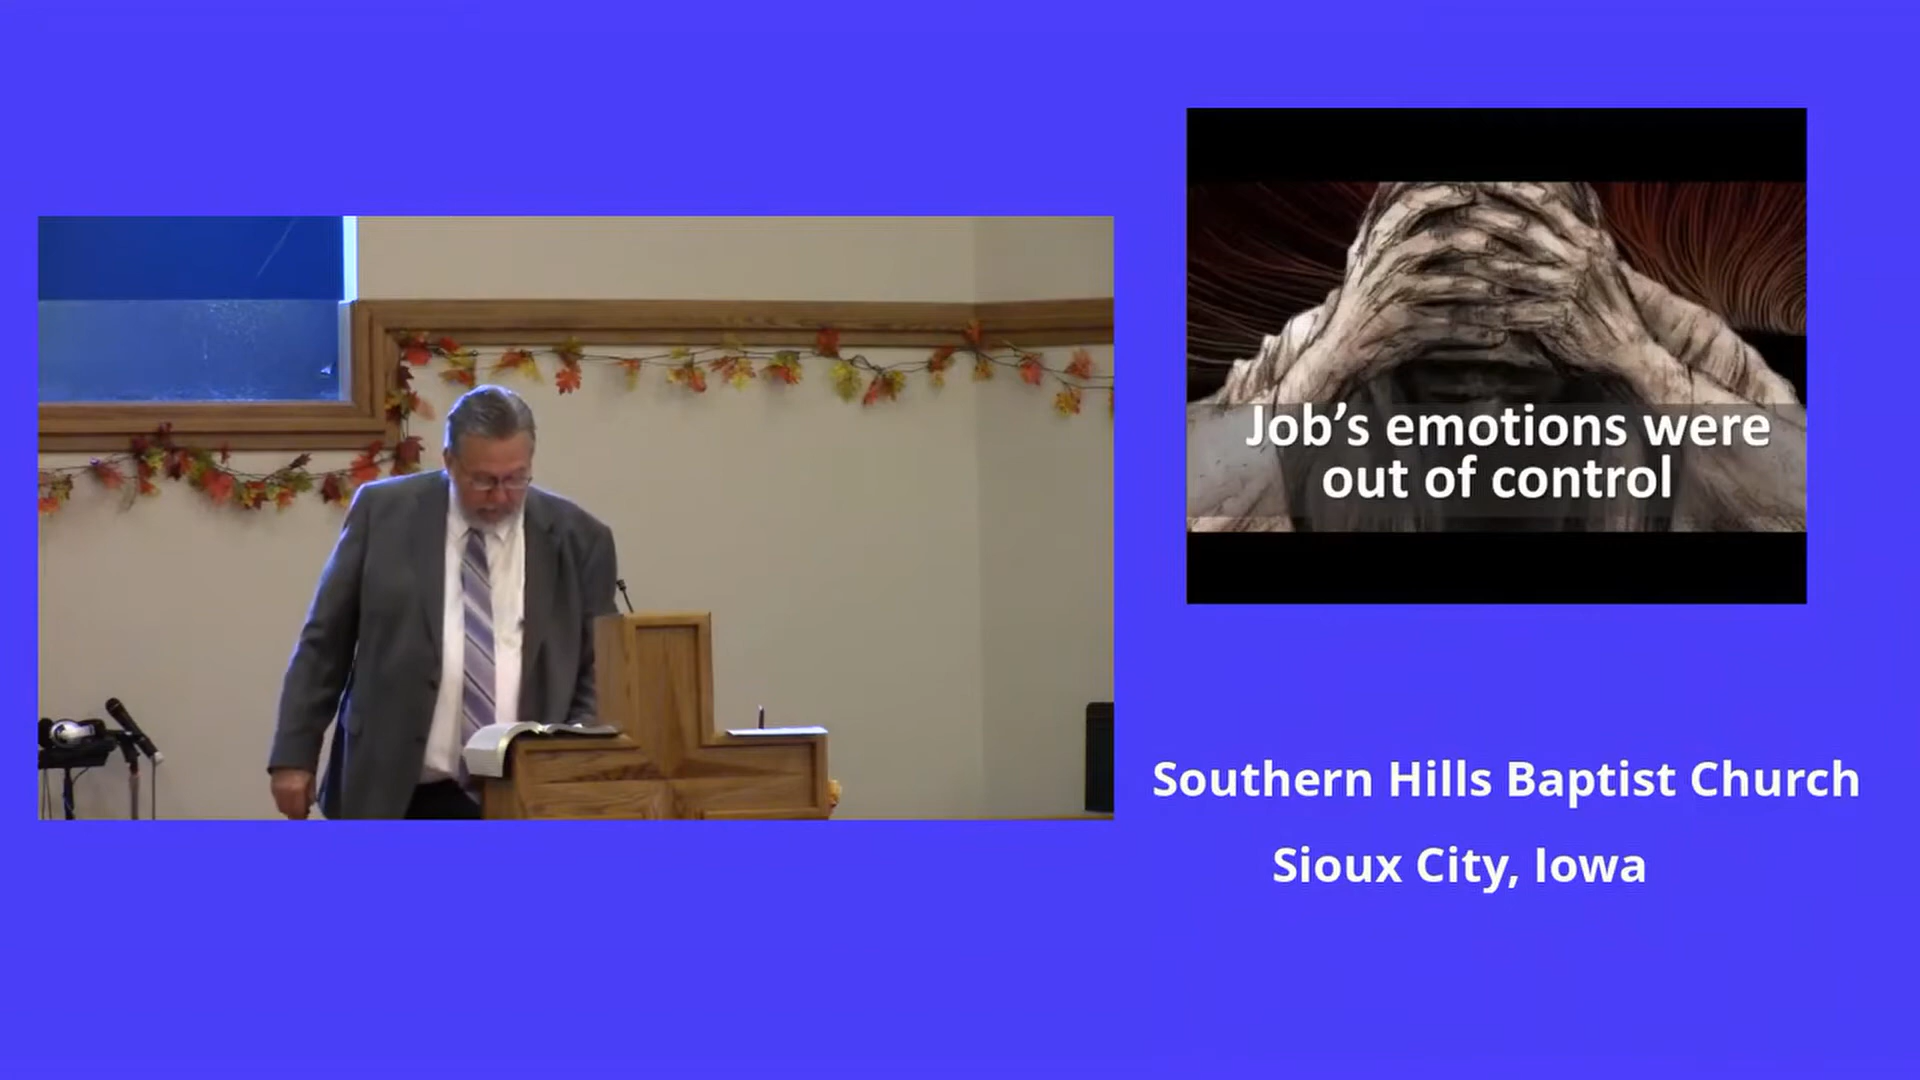 Job’s emotions were
out of control
Southern Hills Baptist Church
Sioux City, Iowa